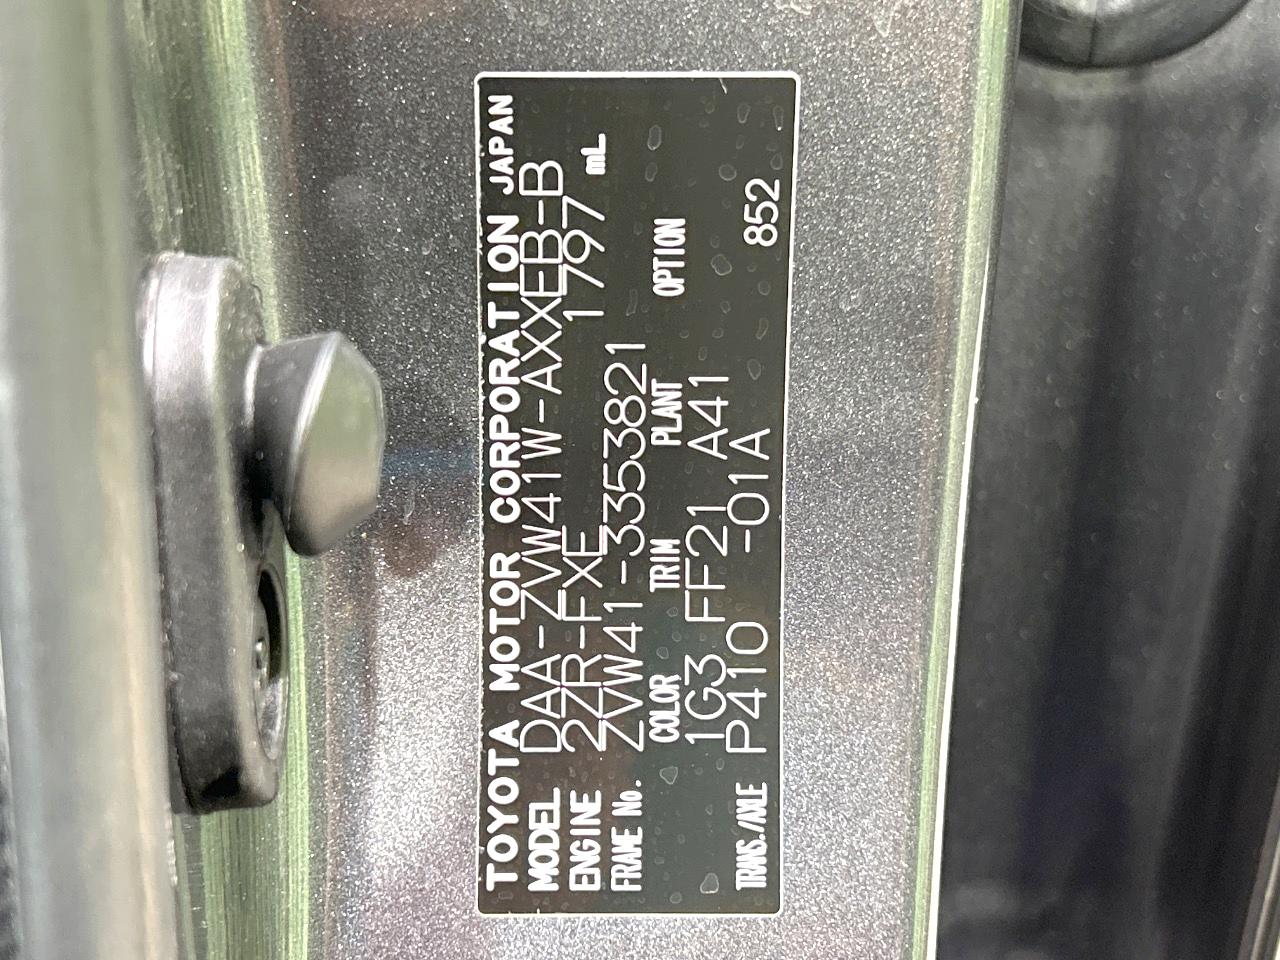 TOYOTA MOTOR CORPORATION JAPAN
MODEL DAA-ZVW41W-AXXEB-B
ENGINE 2ZR-FXE 1797 mL
FRAME No. ZVW41-3353821
COLOR TRIM PLANT OPTION
1G3 FF21 A41
TRANS./AXLE P410 -01A 852